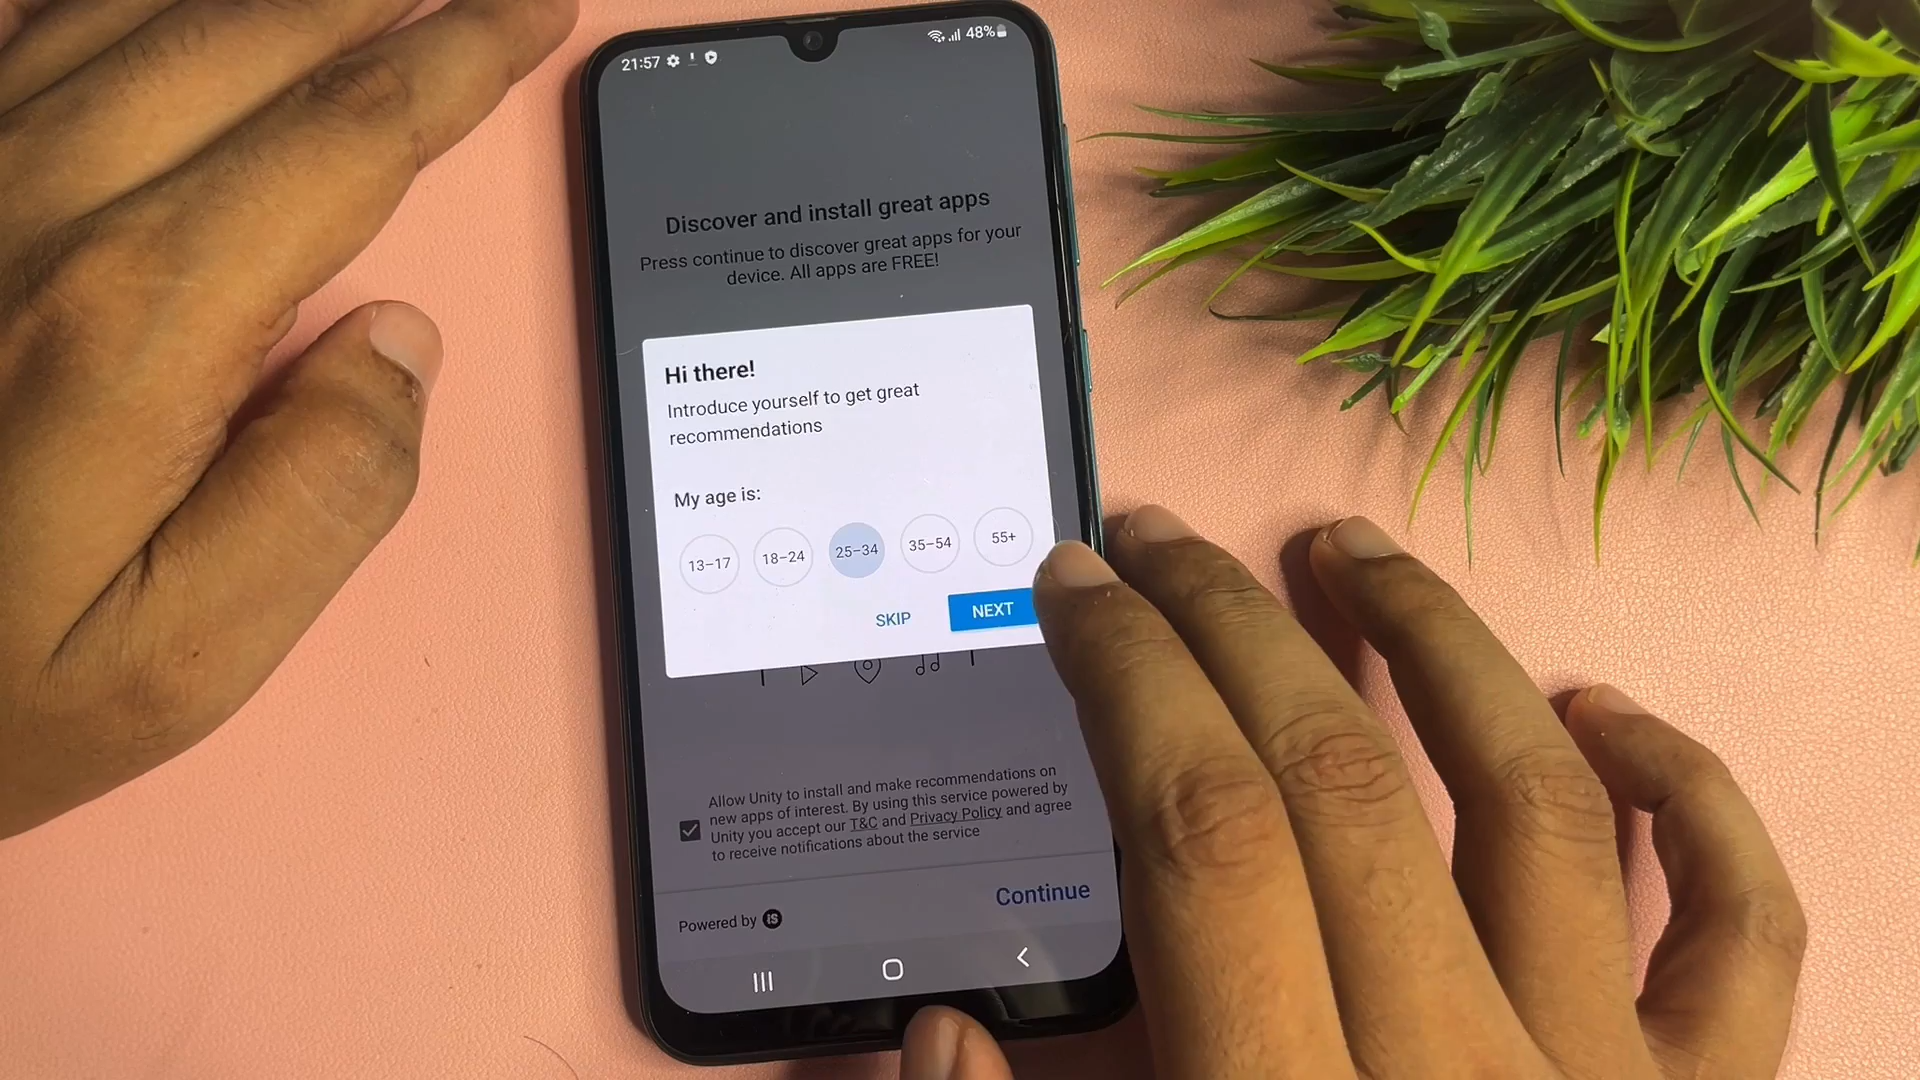 21:57
48%
Discover and install great apps
Press continue to discover great apps for your
device. All apps are FREE!
Hi there!
Introduce yourself to get great
recommendations
My age is:
13–17 18–24 25–34 35–54 55+
SKIP NEXT
Allow Unity to install and make recommendations on
new apps of interest. By using this service powered by
Unity you accept our T&C and Privacy Policy and agree
to receive notifications about the service
Continue
Powered by iS